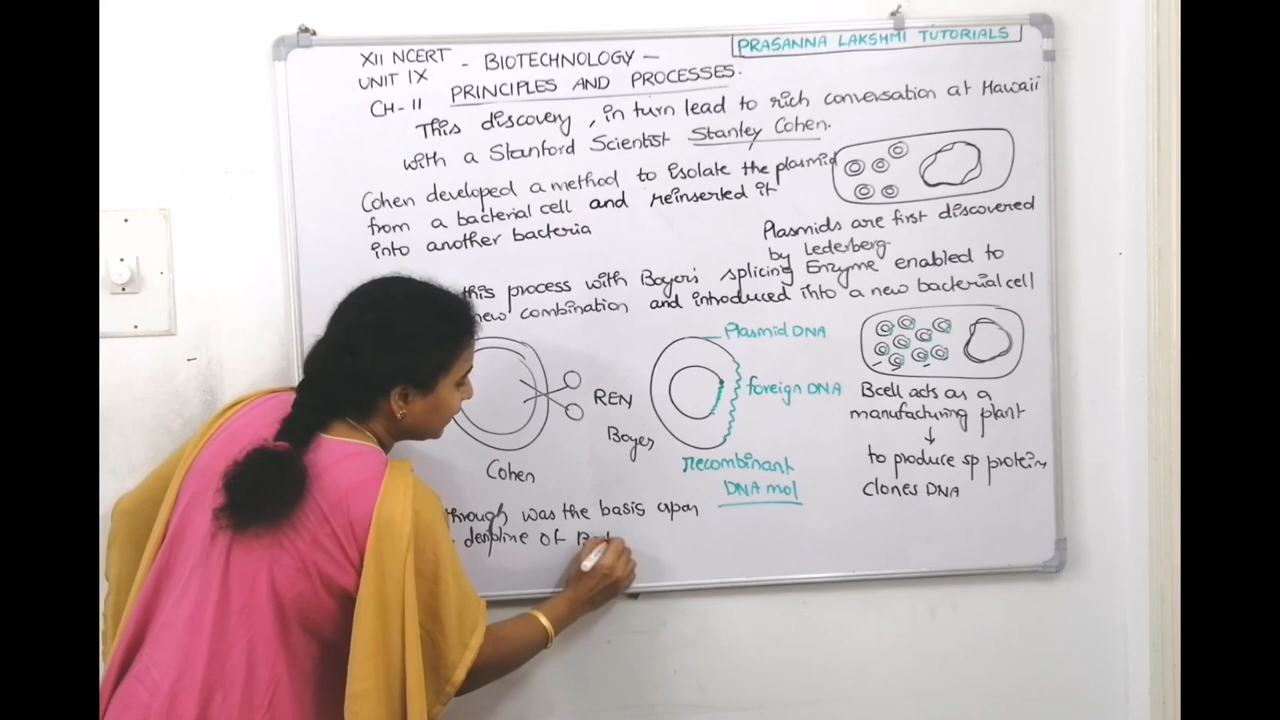 PRASANNA LAKSHMI TUTORIALS
XII NCERT - BIOTECHNOLOGY -
UNIT IX
CH-11 PRINCIPLES AND PROCESSES.
This discovery, in turn lead to rich conversation at Hawaii
with a Stanford Scientist Stanley Cohen.
Cohen developed a method to isolate the plasmid
from a bacterial cell and reinserted it
into another bacteria
Plasmids are first discovered
by Lederberg
this process with Boyer's splicing Enzyme enabled to
new combination and introduced into a new bacterial cell
Plasmid DNA
foreign DNA
REN
Boyer
Cohen
recombinant
DNA mol
Bcell acts as a
manufacturing plant
↓
to produce sp protein,
clones DNA
through was the basis upon
of